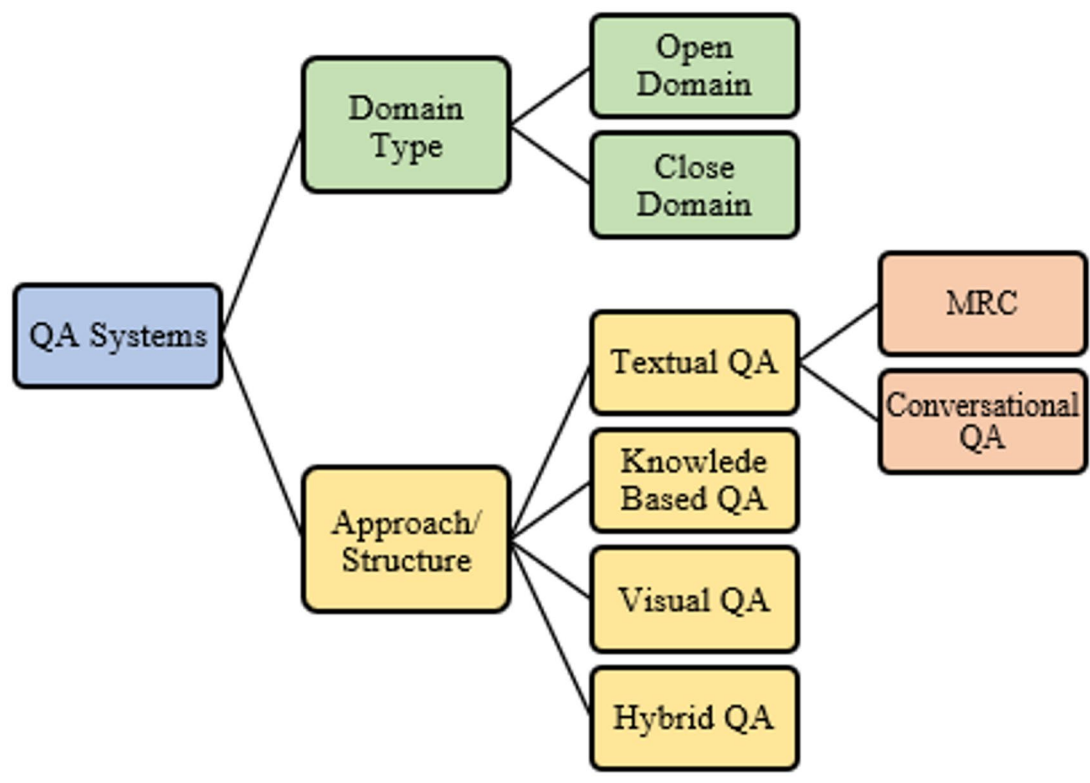 QA Systems
Domain
Type
Open
Domain
Close
Domain
Approach/
Structure
Textual QA
MRC
Conversational
QA
Knowlede
Based QA
Visual QA
Hybrid QA